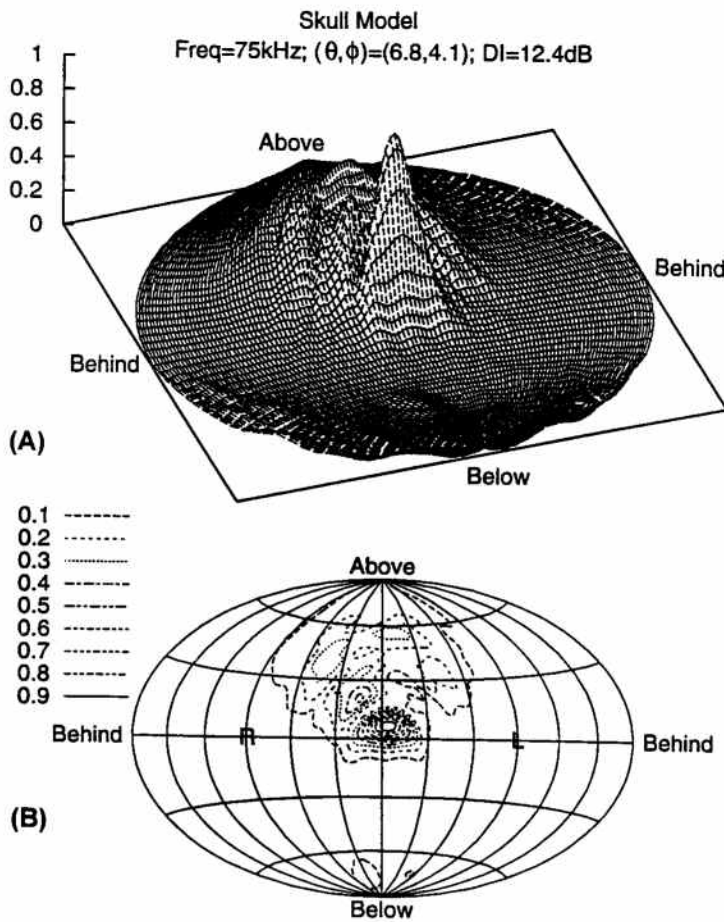 Skull Model
Freq=75kHz; (θ,ϕ)=(6.8,4.1); DI=12.4dB
1
0.8
0.6
0.4
0.2
0
Above
Behind
Behind
Below
(A)
0.1
0.2
0.3
0.4
0.5
0.6
0.7
0.8
0.9
Above
Behind
R
L
Behind
(B)
Below